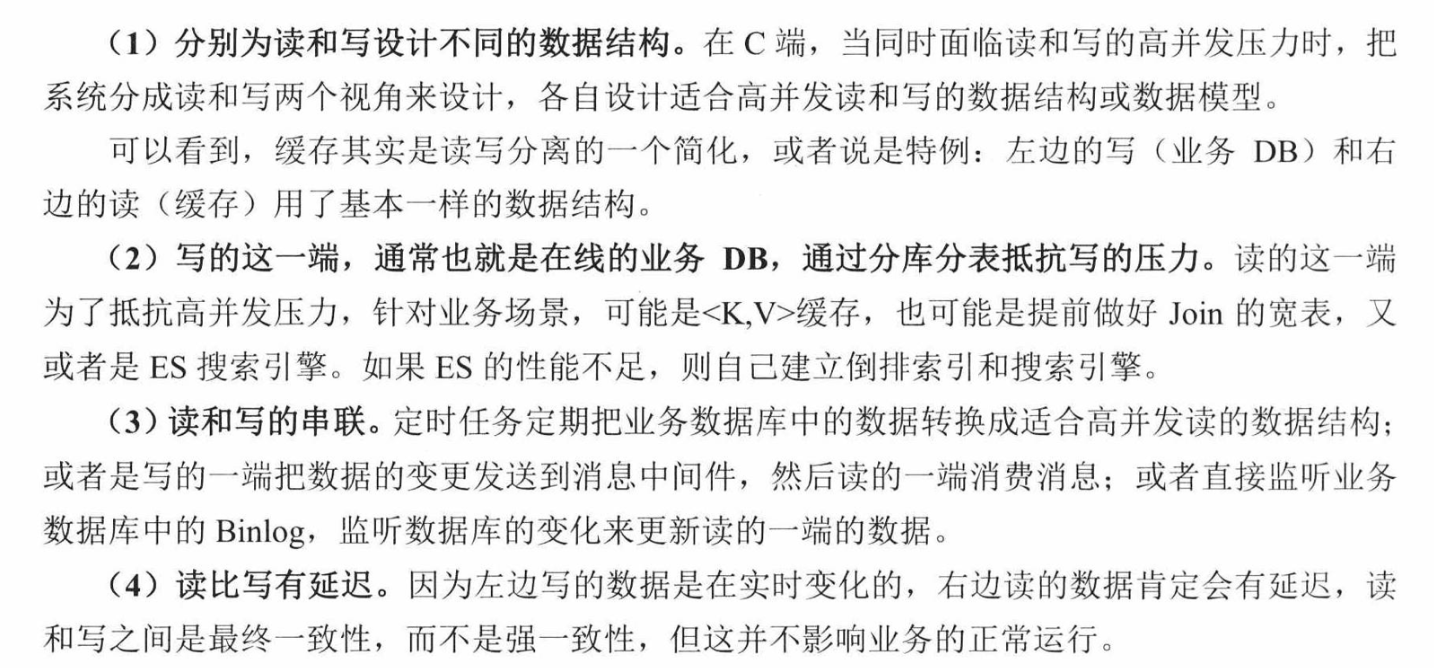 （1）分别为读和写设计不同的数据结构。在 C 端，当同时面临读和写的高并发压力时，把
系统分成读和写两个视角来设计，各自设计适合高并发读和写的数据结构或数据模型。
可以看到，缓存其实是读写分离的一个简化，或者说是特例：左边的写（业务 DB）和右
边的读（缓存）用了基本一样的数据结构。
（2）写的这一端，通常也就是在线的业务 DB，通过分库分表抵抗写的压力。读的这一端
为了抵抗高并发压力，针对业务场景，可能是<K,V>缓存，也可能是提前做好 Join 的宽表，又
或者是 ES 搜索引擎。如果 ES 的性能不足，则自己建立倒排索引和搜索引擎。
（3）读和写的串联。定时任务定期把业务数据库中的数据转换成适合高并发读的数据结构；
或者是写的一端把数据的变更发送到消息中间件，然后读的一端消费消息；或者直接监听业务
数据库中的 Binlog，监听数据库的变化来更新读的一端的数据。
（4）读比写有延迟。因为左边写的数据是在实时变化的，右边读的数据肯定会有延迟，读
和写之间是最终一致性，而不是强一致性，但这并不影响业务的正常运行。